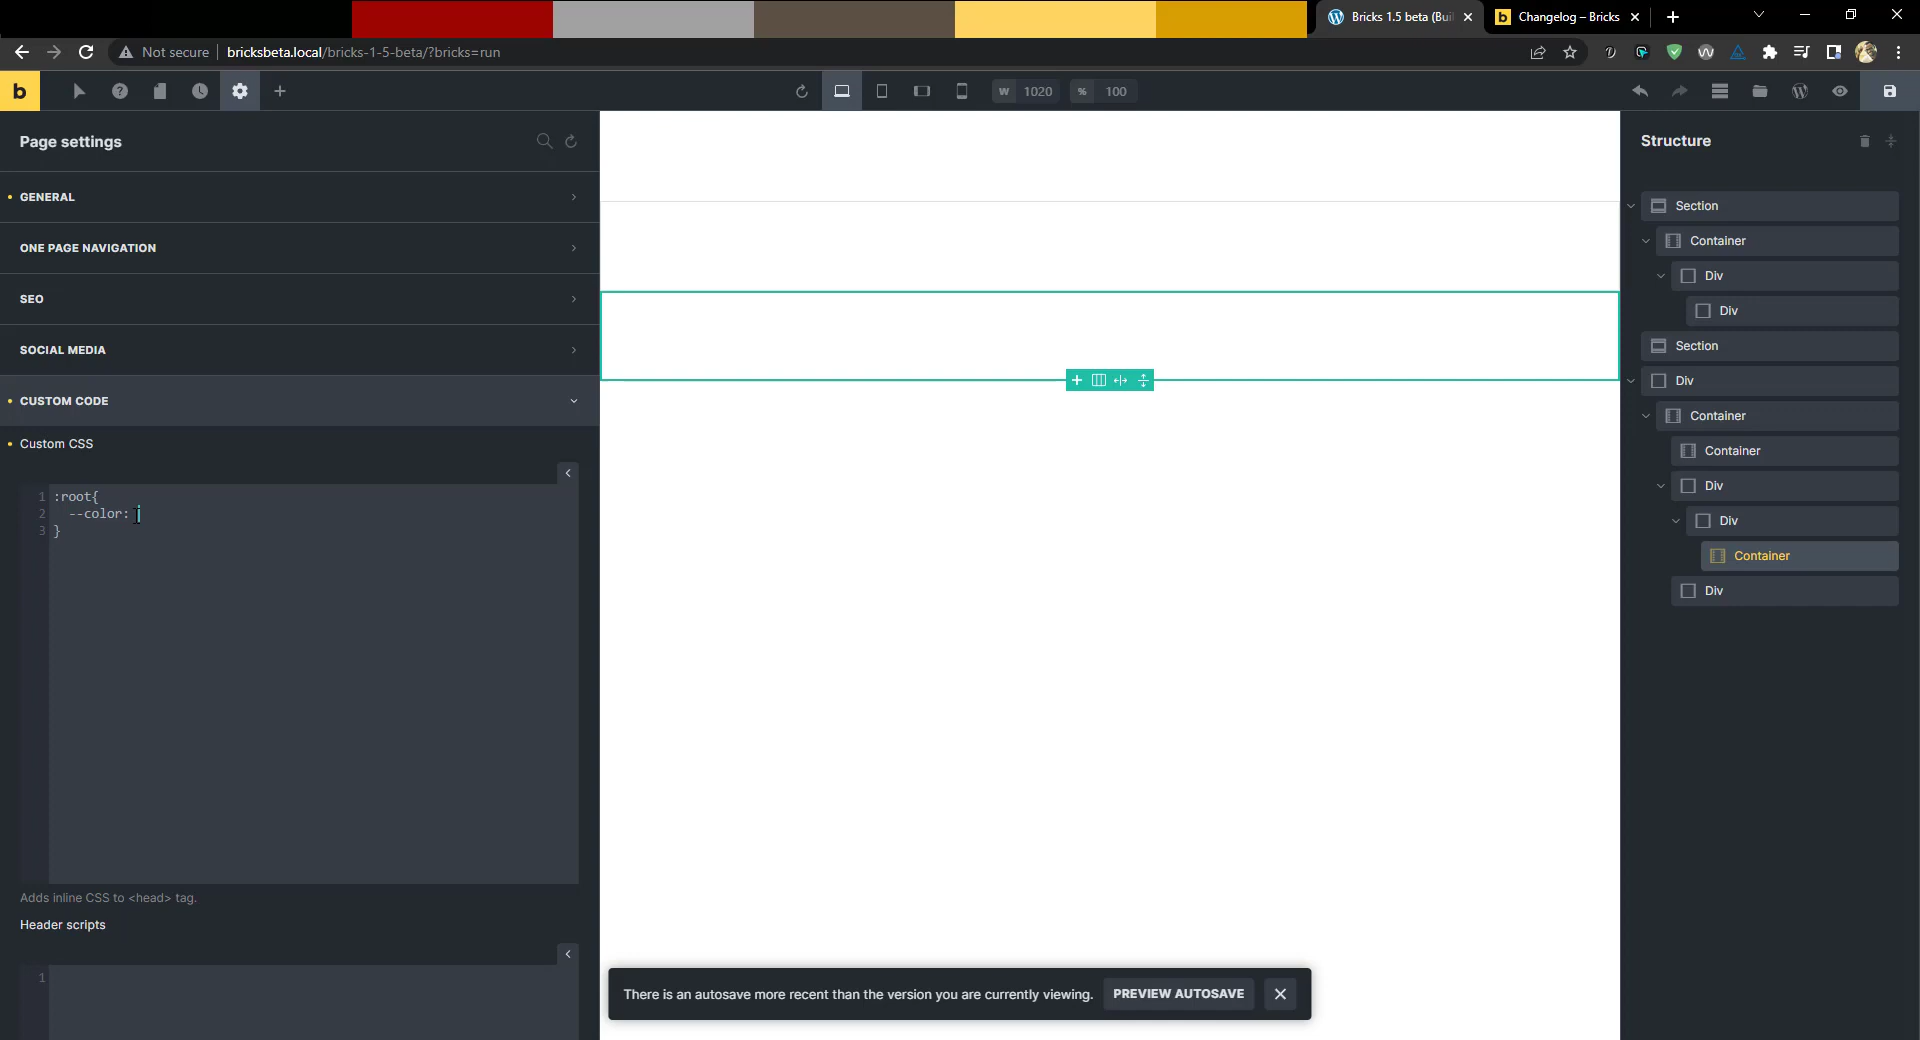 Bricks 1.5 beta (Bui
Changelog – Bricks
Not secure
bricksbeta.local/bricks-1-5-beta/?bricks=run
b
W 1020
% 100
Page settings
Structure
GENERAL
ONE PAGE NAVIGATION
SEO
SOCIAL MEDIA
CUSTOM CODE
Custom CSS
1 :root{
2 --color:
3 }
Adds inline CSS to <head> tag.
Header scripts
1
There is an autosave more recent than the version you are currently viewing.
PREVIEW AUTOSAVE
Section
Container
Div
Div
Section
Div
Container
Container
Div
Div
Container
Div